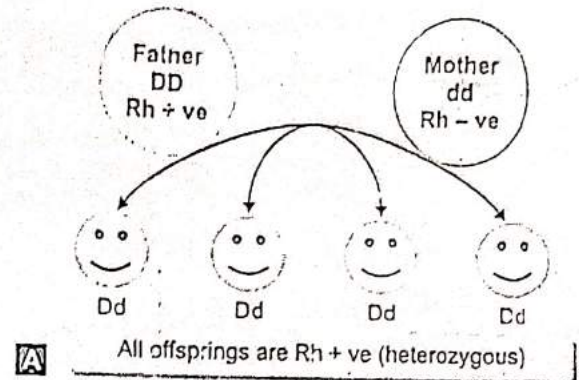 Father
DD
Rh + ve
Mother
dd
Rh - ve
Dd
Dd
Dd
Dd
A
All offsprings are Rh + ve (heterozygous)